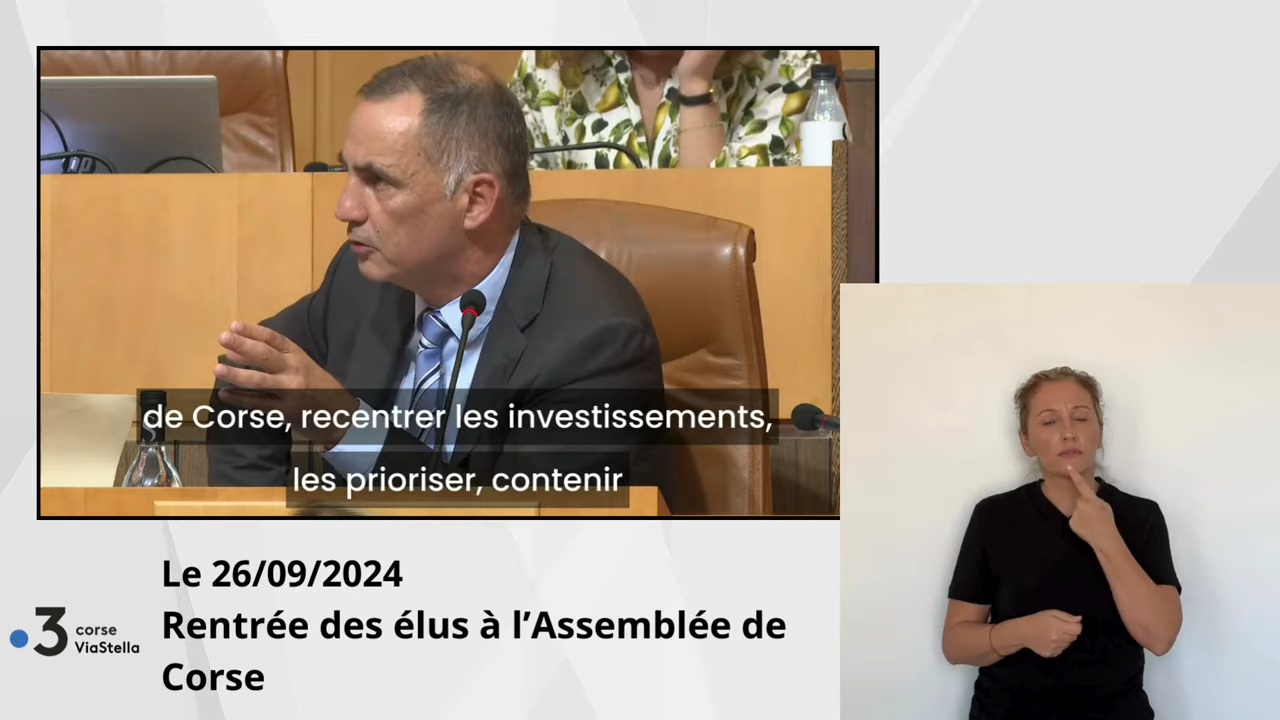 de Corse, recentrer les investissements,
les prioriser, contenir
Le 26/09/2024
Rentrée des élus à l’Assemblée de
Corse
3 corse
ViaStella